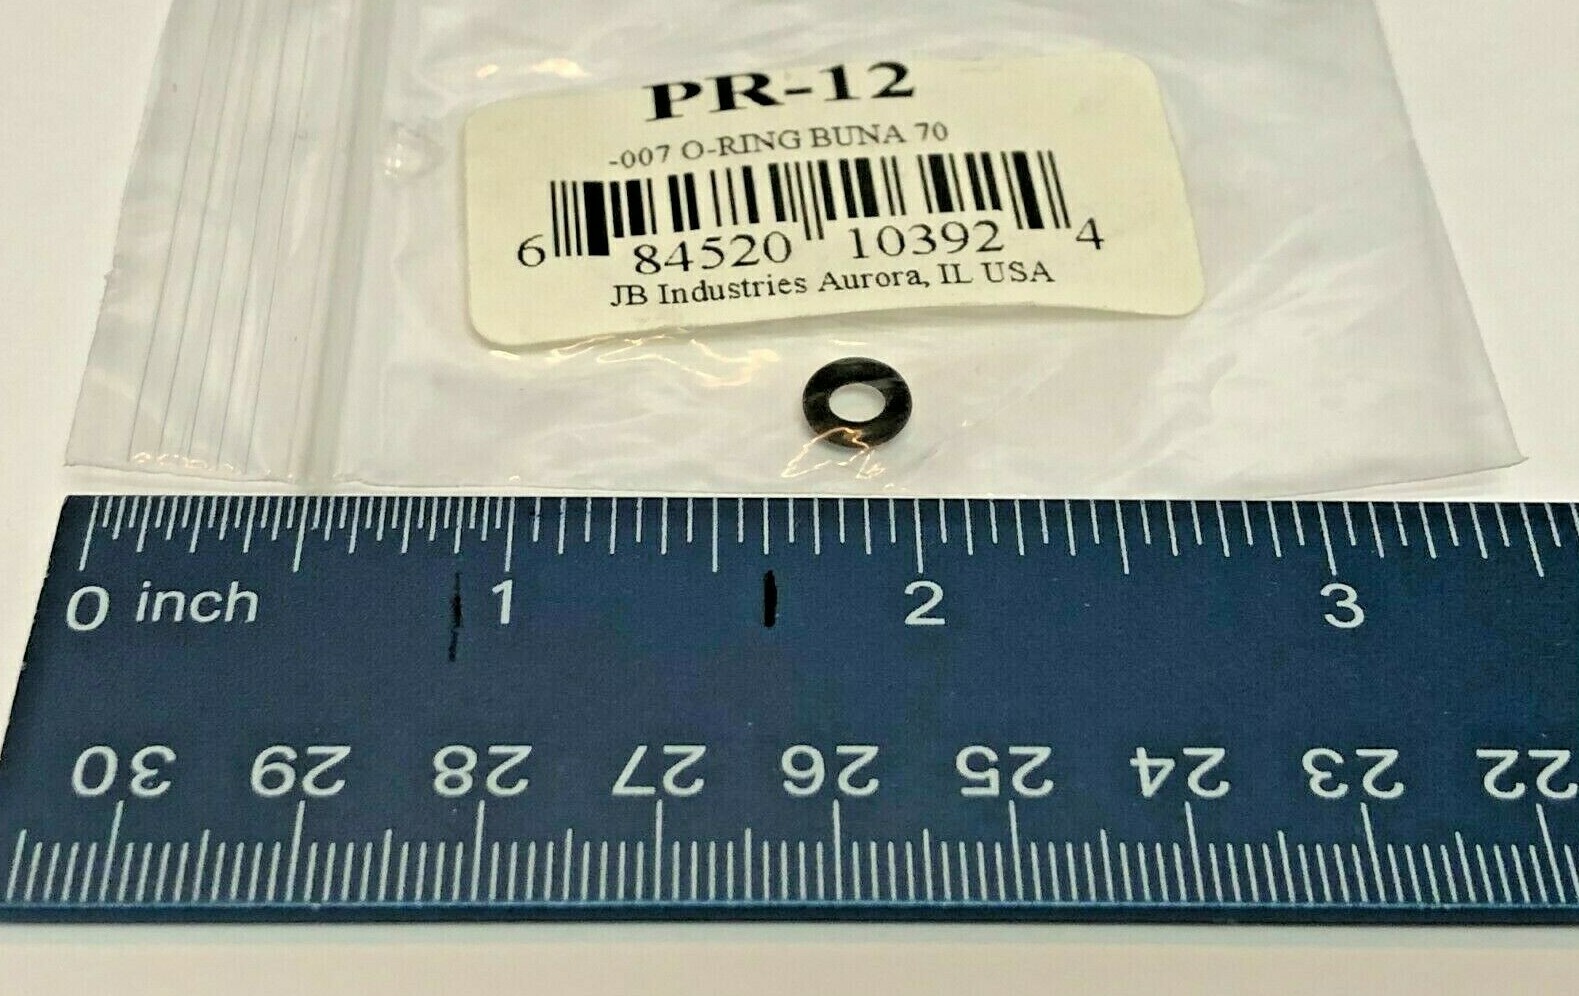 PR-12
-007 O-RING BUNA 70
6 84520 10392 4
JB Industries Aurora, IL USA
0 inch 1 2 3
30 29 28 27 26 25 24 23 22